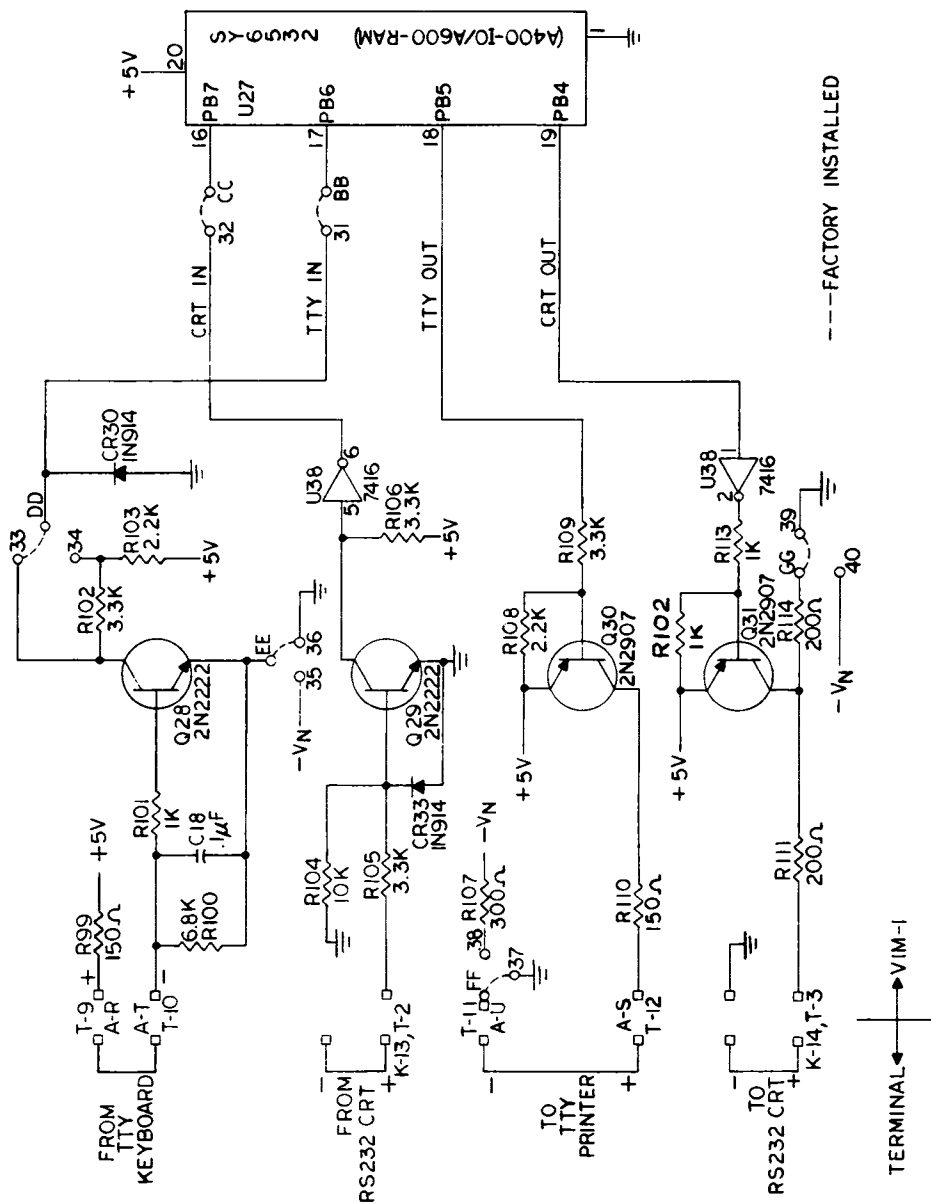 SY6532
(A400-IO/A600-RAM)
+5V
20
1
16
PB7
U27
17
PB6
18
PB5
19
PB4
32
CC
31
BB
CRT IN
TTY IN
TTY OUT
CRT OUT
---FACTORY INSTALLED
FROM
TTY
KEYBOARD
T-9
A-R
A-T
T-10
+
-
R99
150Ω
+5V
6.8K
R100
R101
1K
C18
.1µF
Q28
2N2222
R102
3.3K
R103
2.2K
+5V
33
34
DD
CR30
1N914
EE
35
36
-VN
FROM
RS232 CRT
-
+
K-13, T-2
R104
10K
R105
3.3K
CR33
1N914
Q29
2N2222
R106
3.3K
+5V
U38
7416
5
6
TO
TTY
PRINTER
-
+
T-11
A-U
FF
38
37
R107
300Ω
-VN
A-S
T-12
R110
150Ω
+5V
R108
2.2K
Q30
2N2907
R109
3.3K
TO
RS232 CRT
-
+
K-14, T-3
R111
200Ω
+5V
R102
1K
Q31
2N2907
R113
1K
U38
7416
1
2
R114
200Ω
GG
39
40
-VN
TERMINAL
VIM-1